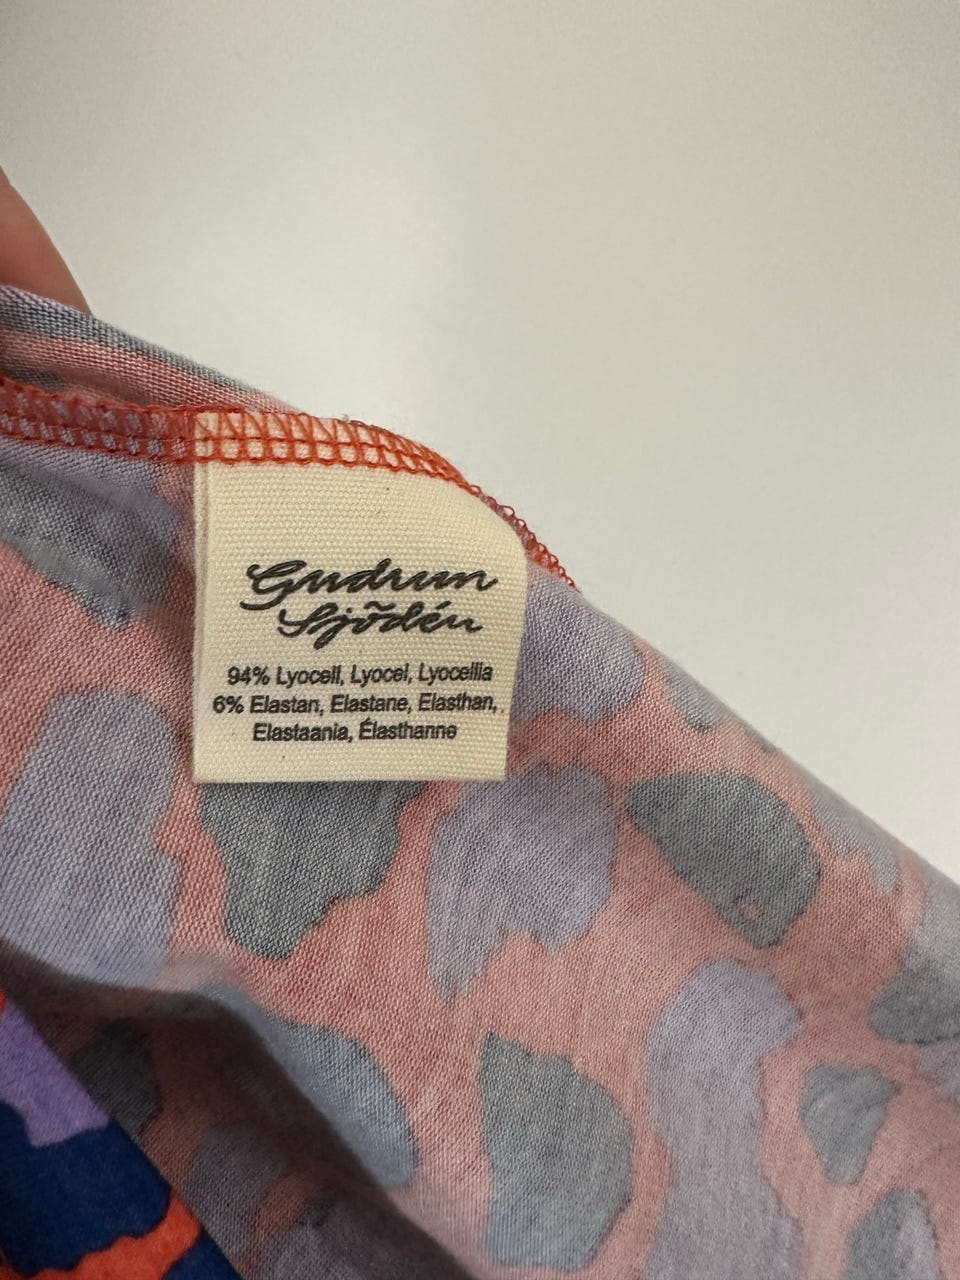 Gudrun
Sjödén
94% Lyocell, Lyocel, Lyocellia
6% Elastan, Elastane, Elasthan,
Elastaania, Élasthanne